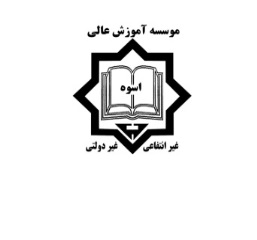 موسسه آموزش عالی
اسوه
غیر انتفاعی غیر دولتی